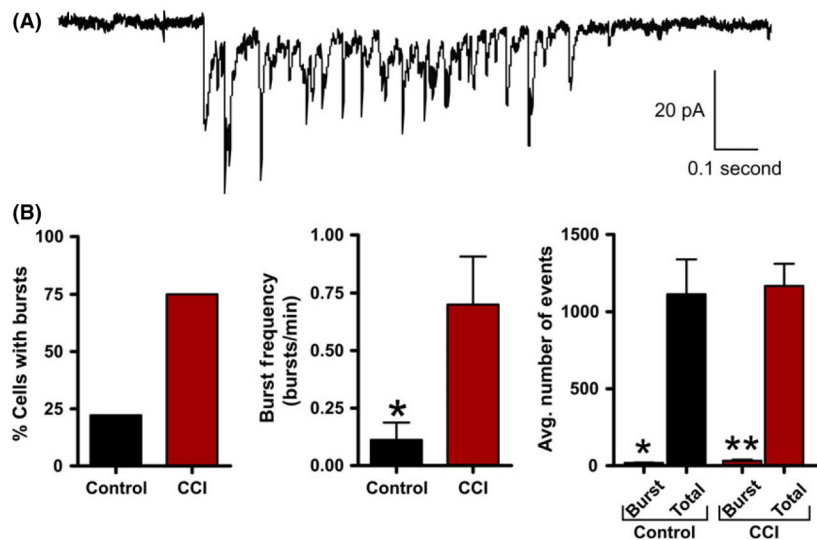 (A)
20 pA
0.1 second
(B)
% Cells with bursts
100
75
50
25
0
Control
CCI
Burst frequency
(bursts/min)
1.00
0.75
0.50
0.25
0.00
*
Control
CCI
Avg. number of events
1500
1000
500
0
*
**
Burst
Total
Burst
Total
Control
CCI